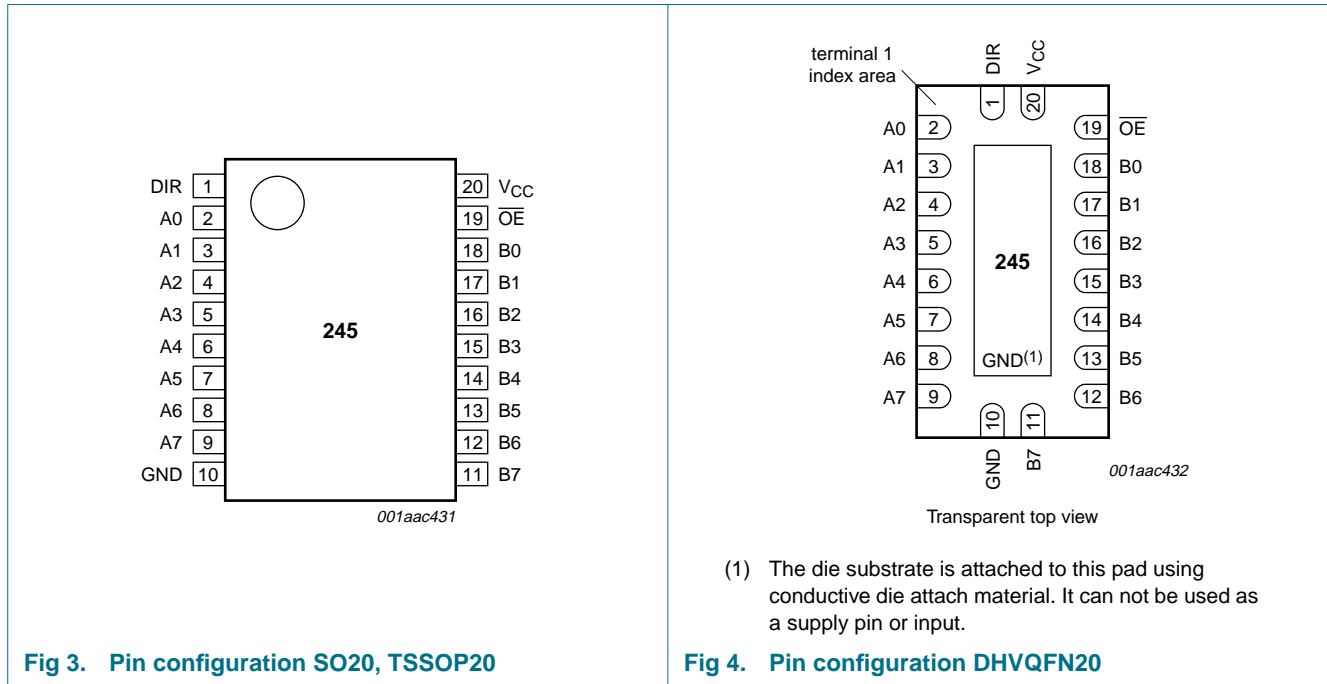 DIR 1
A0 2
A1 3
A2 4
A3 5
A4 6
A5 7
A6 8
A7 9
GND 10
245
20 VCC
19 OE
18 B0
17 B1
16 B2
15 B3
14 B4
13 B5
12 B6
11 B7
001aac431
Fig 3. Pin configuration SO20, TSSOP20
terminal 1
index area
DIR
VCC
1
20
A0 2
A1 3
A2 4
A3 5
A4 6
A5 7
A6 8
A7 9
245
GND(1)
19 OE
18 B0
17 B1
16 B2
15 B3
14 B4
13 B5
12 B6
10
11
GND
B7
001aac432
Transparent top view
(1) The die substrate is attached to this pad using
conductive die attach material. It can not be used as
a supply pin or input.
Fig 4. Pin configuration DHVQFN20